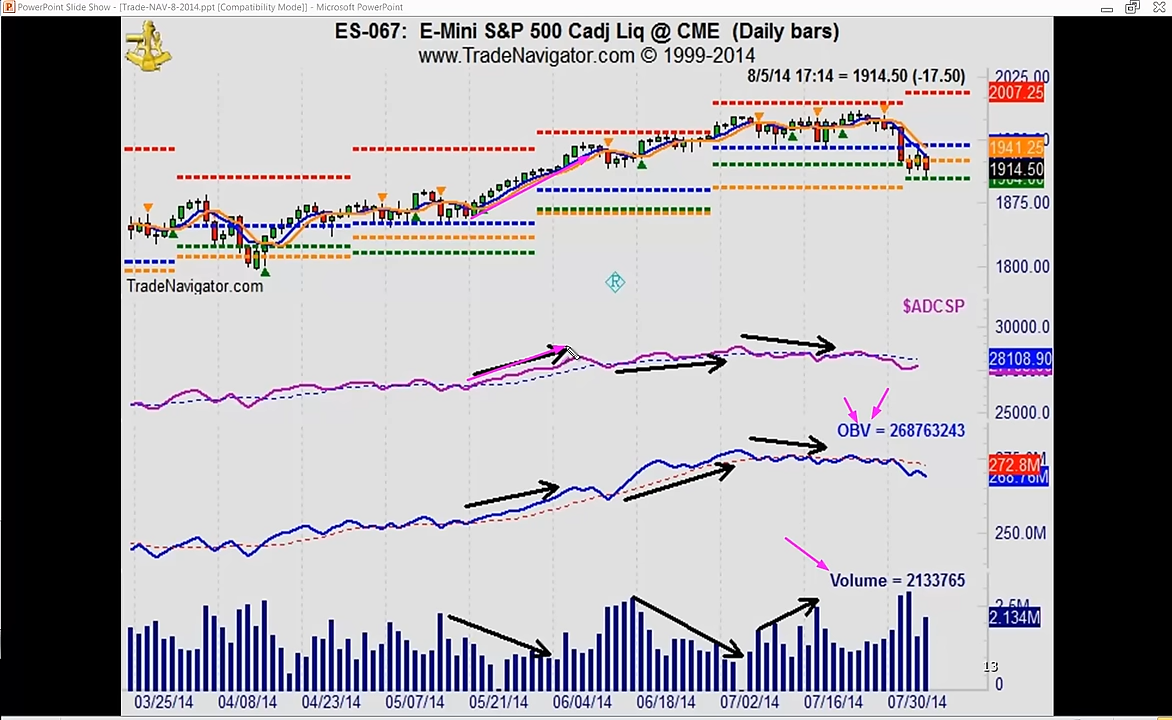 PowerPoint Slide Show - [Trade-NAV-8-2014.ppt [Compatibility Mode]] - Microsoft PowerPoint
ES-067: E-Mini S&P 500 Cadj Liq @ CME (Daily bars)
www.TradeNavigator.com © 1999-2014
8/5/14 17:14 = 1914.50 (-17.50)
2025.00
2007.25
1941.25
1914.50
1875.00
1800.00
TradeNavigator.com
R
$ADCSP
30000.0
28108.90
25000.0
OBV = 268763243
272.8M
268.76M
250.0M
Volume = 2133765
2.134M
13
0
03/25/14 04/08/14 04/23/14 05/07/14 05/21/14 06/04/14 06/18/14 07/02/14 07/16/14 07/30/14